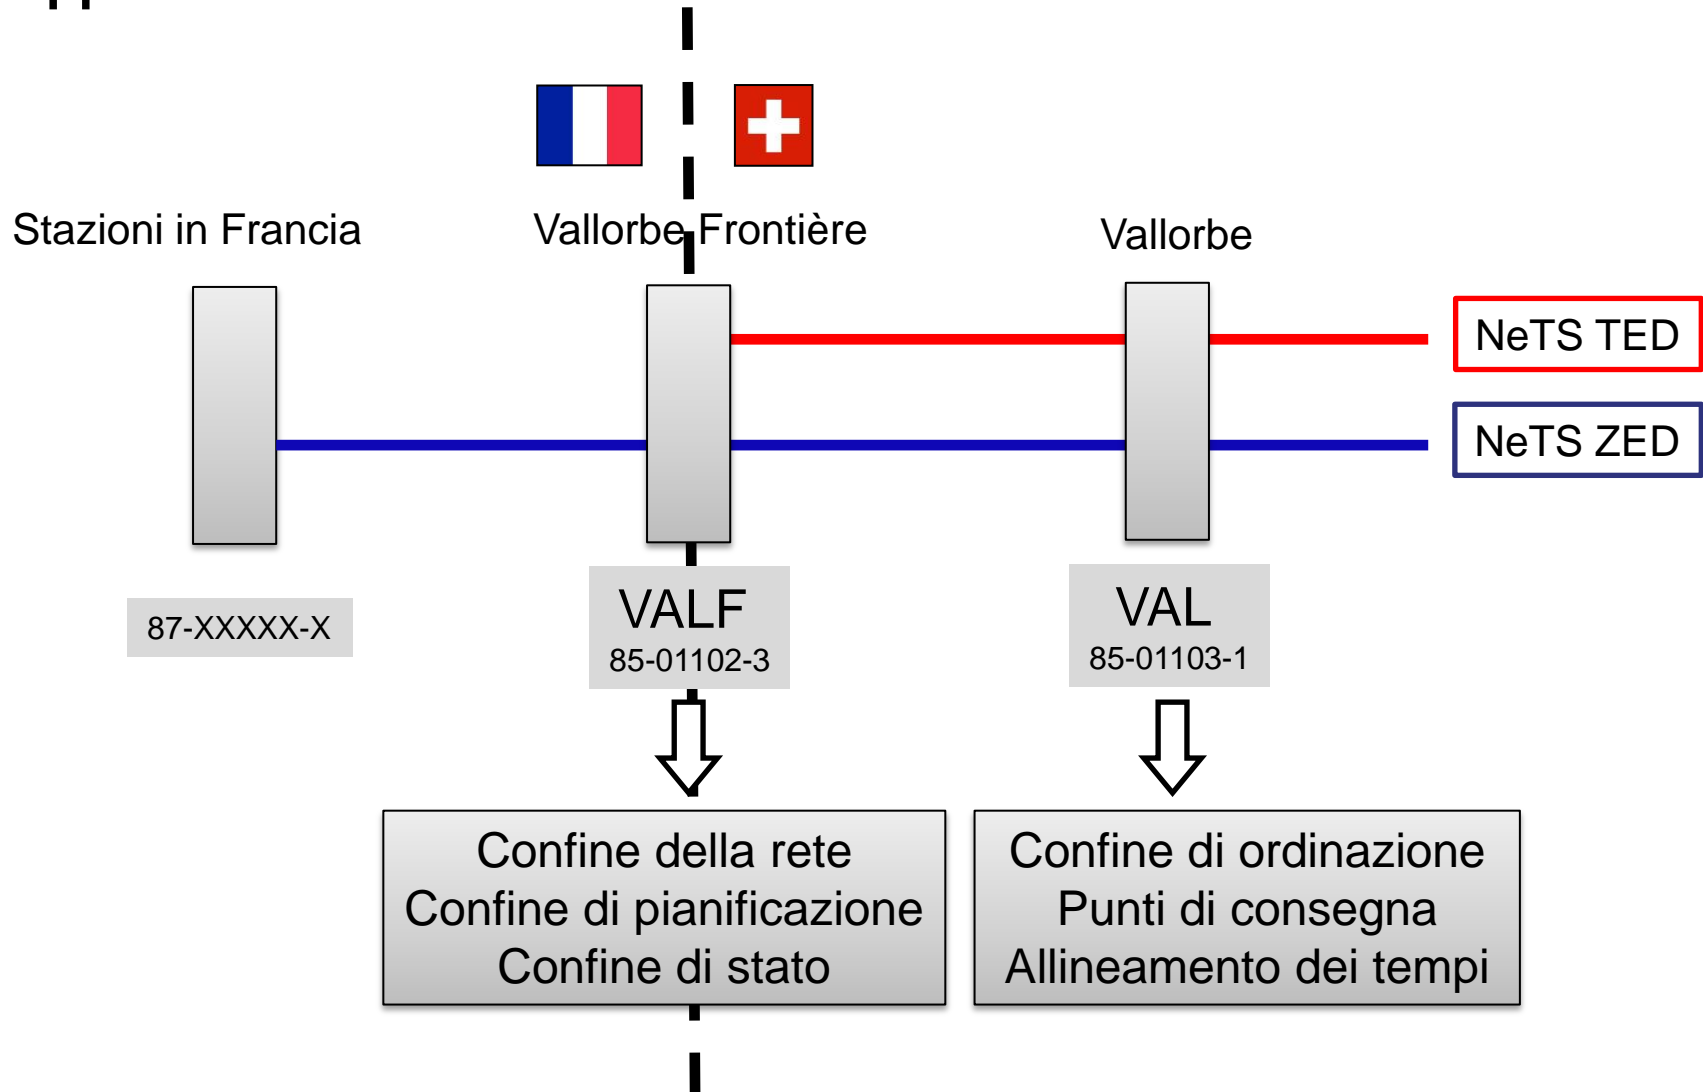 Stazioni in Francia
Vallorbe Frontière
Vallorbe
NeTS TED
NeTS ZED
87-XXXXX-X
VALF
85-01102-3
VAL
85-01103-1
Confine della rete
Confine di pianificazione
Confine di stato
Confine di ordinazione
Punti di consegna
Allineamento dei tempi